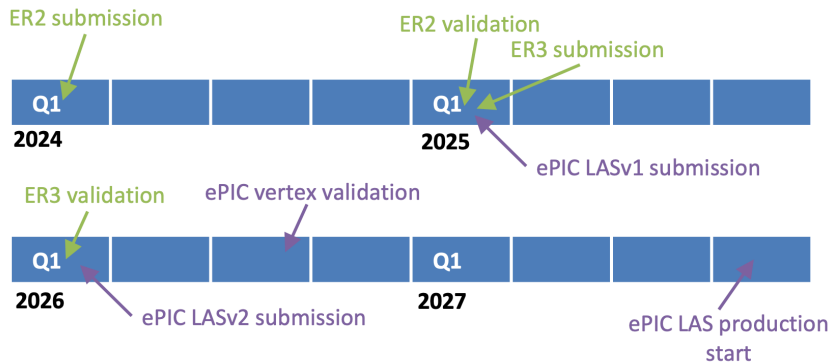 ER2 submission
ER2 validation
ER3 submission
Q1
Q1
2024
2025
ePIC LASv1 submission
ER3 validation
ePIC vertex validation
Q1
Q1
2026
2027
ePIC LASv2 submission
ePIC LAS production
start